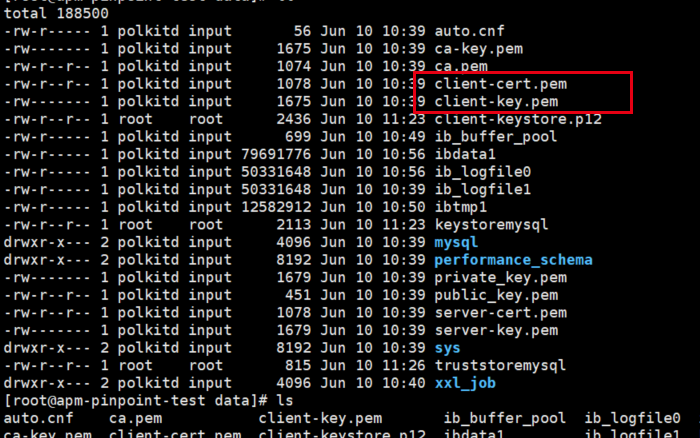 [root@apm-pinpoint-test data]# ll
total 188500
-rw-r----- 1 polkitd input       56 Jun 10 10:39 auto.cnf
-rw------- 1 polkitd input     1675 Jun 10 10:39 ca-key.pem
-rw-r--r-- 1 polkitd input     1074 Jun 10 10:39 ca.pem
-rw-r--r-- 1 polkitd input     1078 Jun 10 10:39 client-cert.pem
-rw------- 1 polkitd input     1675 Jun 10 10:39 client-key.pem
-rw-r--r-- 1 root    root      2436 Jun 10 11:23 client-keystore.p12
-rw-r----- 1 polkitd input      699 Jun 10 10:49 ib_buffer_pool
-rw-r----- 1 polkitd input 79691776 Jun 10 10:56 ibdata1
-rw-r----- 1 polkitd input 50331648 Jun 10 10:56 ib_logfile0
-rw-r----- 1 polkitd input 50331648 Jun 10 10:39 ib_logfile1
-rw-r----- 1 polkitd input 12582912 Jun 10 10:50 ibtmp1
-rw-r--r-- 1 root    root      2113 Jun 10 11:23 keystoremysql
drwxr-x--- 2 polkitd input     4096 Jun 10 10:39 mysql
drwxr-x--- 2 polkitd input     8192 Jun 10 10:39 performance_schema
-rw------- 1 polkitd input     1679 Jun 10 10:39 private_key.pem
-rw-r--r-- 1 polkitd input      451 Jun 10 10:39 public_key.pem
-rw-r--r-- 1 polkitd input     1078 Jun 10 10:39 server-cert.pem
-rw------- 1 polkitd input     1679 Jun 10 10:39 server-key.pem
drwxr-x--- 2 polkitd input     8192 Jun 10 10:39 sys
-rw-r--r-- 1 root    root       815 Jun 10 11:26 truststoremysql
drwxr-x--- 2 polkitd input     4096 Jun 10 10:40 xxl_job
[root@apm-pinpoint-test data]# ls
auto.cnf    ca.pem           client-key.pem       ib_buffer_pool  ib_logfile0
ca-key.pem  client-cert.pem  client-keystore.p12  ibdata1         ib_logfile1